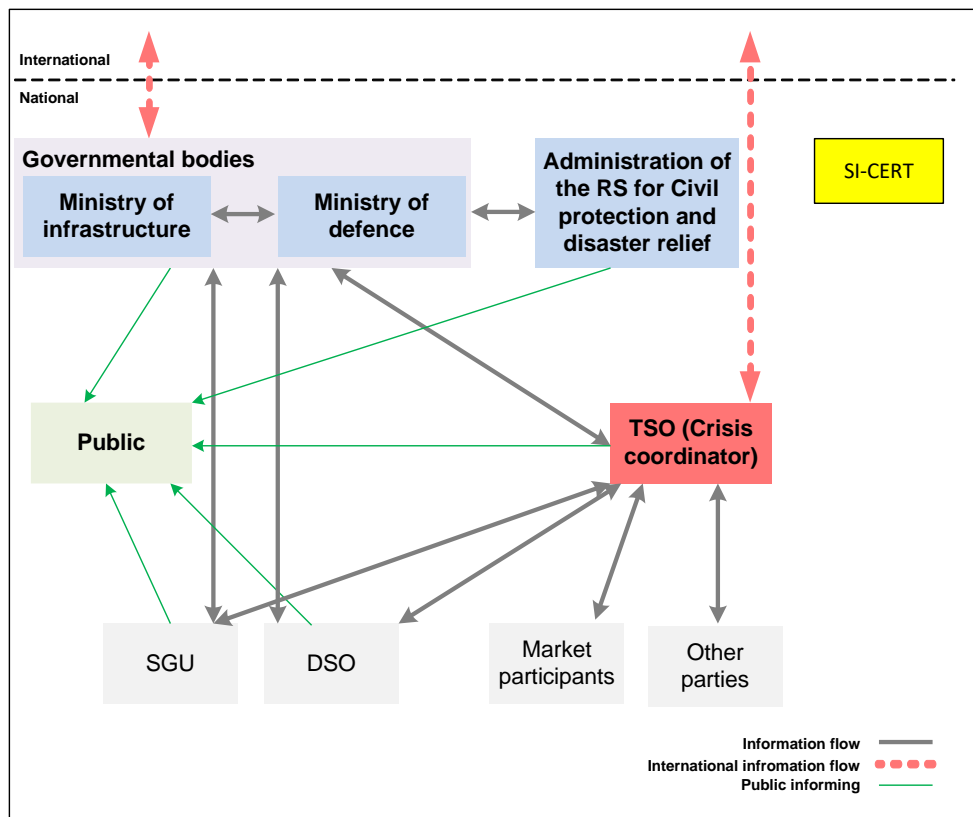 International
National
Governmental bodies
Ministry of
infrastructure
Ministry of
defence
Administration of
the RS for Civil
protection and
disaster relief
SI-CERT
Public
TSO (Crisis
coordinator)
SGU
DSO
Market
participants
Other
parties
Information flow
International infromation flow
Public informing